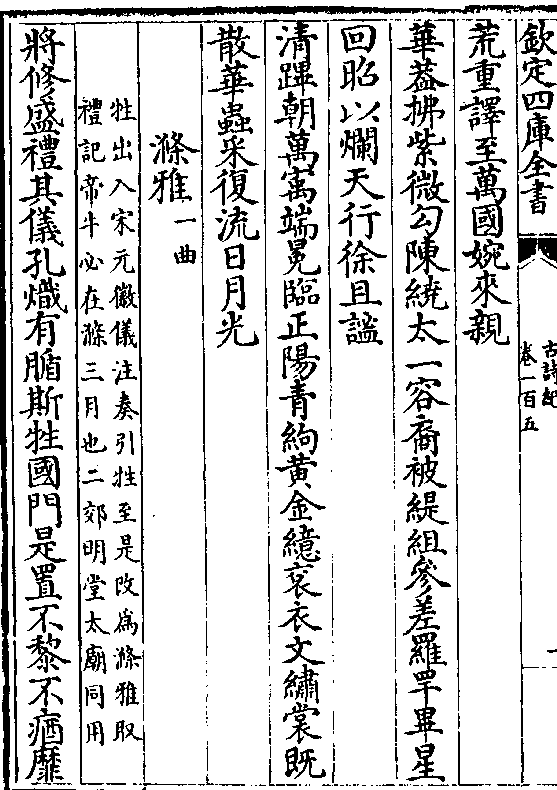 欽定四庫全書
古詩紀
卷一百五
荒重譯至萬國婉來親
華蓋拂紫微勾陳繞太一容裔被緹組參差羅罕畢星
回昭以爛天行徐且謐
清蹕朝萬寓端冕臨正陽青絇黃金繶衮衣文繡裳既
散華蟲采復流日月光
滌雅一曲
牲出入宋元徽儀注奏引牲至是改為滌雅取
禮記帝牛必在滌三月也二郊明堂太廟同用
將修盛禮其儀孔熾有腯斯牲國門是置不黎不㾕靡